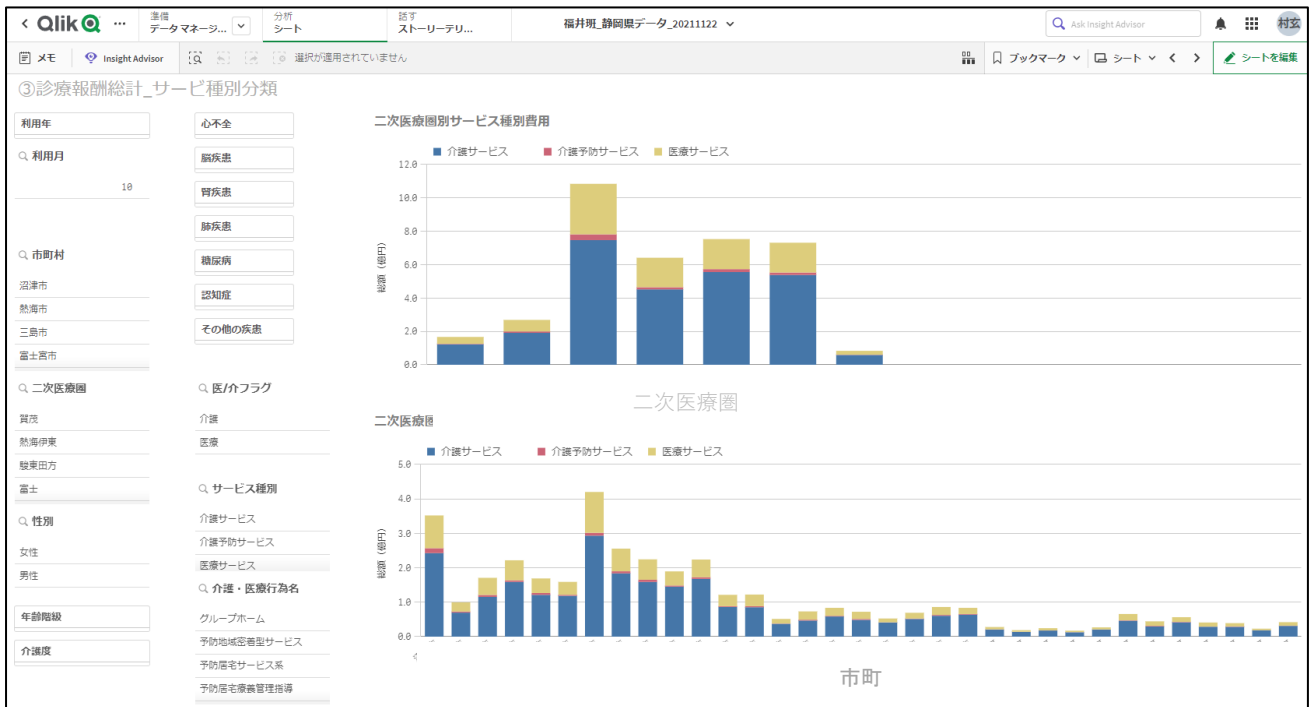 Qlik
準備
データ マネージ...
分析
シート
話す
ストーリーテリ...
福井班_静岡県データ_20211122
Ask Insight Advisor
村玄
メモ
Insight Advisor
選択が適用されていません
ブックマーク
シート
シートを編集
③診療報酬総計_サービ種別分類
利用年
利用月
10
市町村
沼津市
熱海市
三島市
富士宮市
二次医療圏
賀茂
熱海伊東
駿東田方
富士
性別
女性
男性
年齢階級
介護度
心不全
脳疾患
腎疾患
肺疾患
糖尿病
認知症
その他の疾患
医/介フラグ
介護
医療
サービス種別
介護サービス
介護予防サービス
医療サービス
介護・医療行為名
グループホーム
予防地域密着型サービス
予防居宅サービス系
予防居宅療養管理指導
二次医療圏別サービス種別費用
介護サービス 介護予防サービス 医療サービス
総額 (億円)
12.0
10.0
8.0
6.0
4.0
2.0
0.0
二次医療圏
二次医療圏
介護サービス 介護予防サービス 医療サービス
総額 (億円)
5.0
4.0
3.0
2.0
1.0
0.0
市町